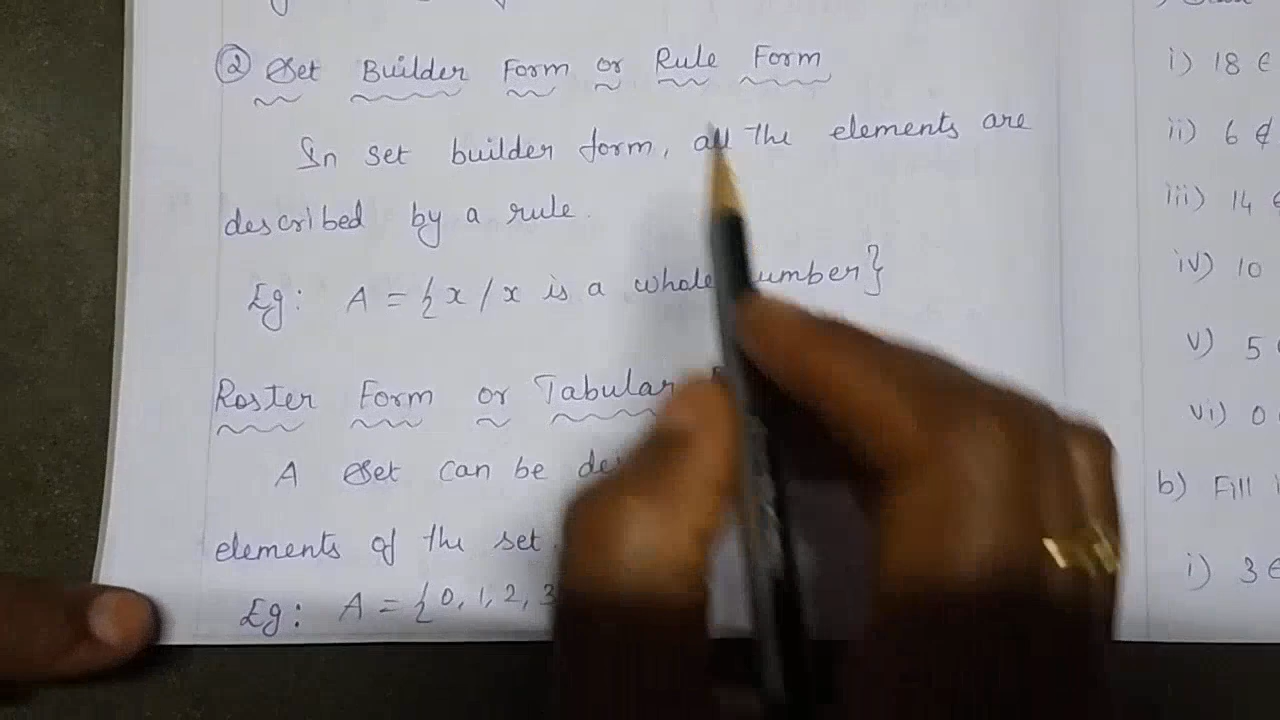 ② Set Builder Form or Rule Form
In set builder form, all the elements are
described by a rule.
Eg: A = {x / x is a whole number}
Roster Form or Tabular
A set can be
elements of the set.
Eg: A = {0, 1, 2, 3
i) 18 ∈
ii) 6 ∉
iii) 14 ∈
iv) 10
v) 5
vi) 0
b) Fill
i) 3 ∈